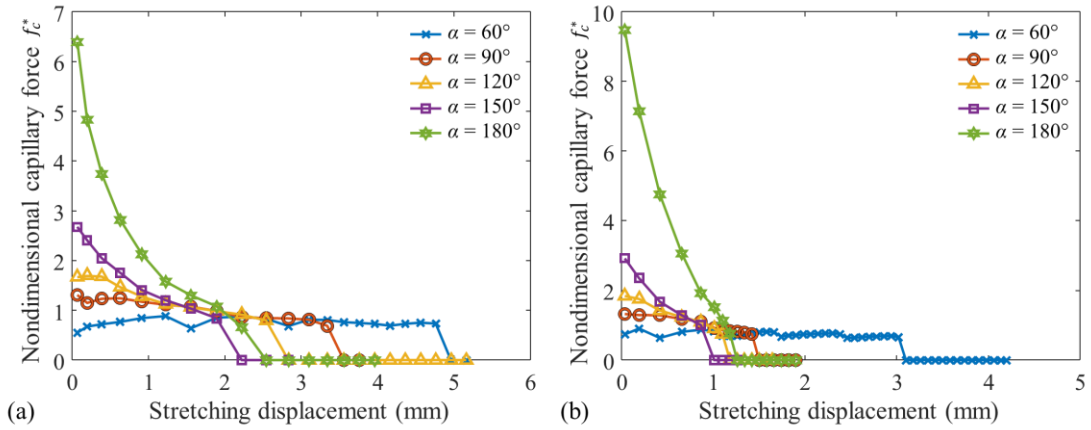 7
6
5
4
3
2
1
0
Nondimensional capillary force f*c
α = 60°
α = 90°
α = 120°
α = 150°
α = 180°
0 1 2 3 4 5 6
(a) Stretching displacement (mm)
10
8
6
4
2
0
Nondimensional capillary force f*c
α = 60°
α = 90°
α = 120°
α = 150°
α = 180°
0 1 2 3 4 5
(b) Stretching displacement (mm)